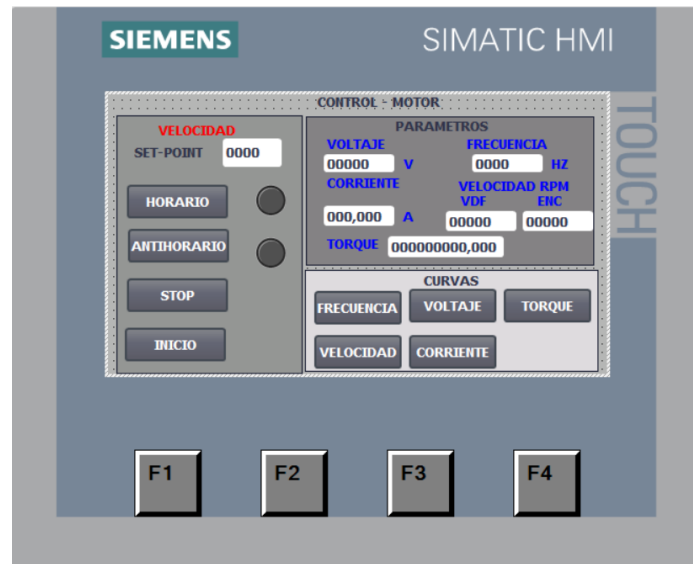 SIEMENS
SIMATIC HMI
TOUCH
CONTROL - MOTOR
VELOCIDAD
SET-POINT 0000
HORARIO
ANTIHORARIO
STOP
INICIO
PARAMETROS
VOLTAJE FRECUENCIA
00000 V 0000 HZ
CORRIENTE VELOCIDAD RPM
VDF ENC
000,000 A 00000 00000
TORQUE 000000000,000
CURVAS
FRECUENCIA VOLTAJE TORQUE
VELOCIDAD CORRIENTE
F1 F2 F3 F4